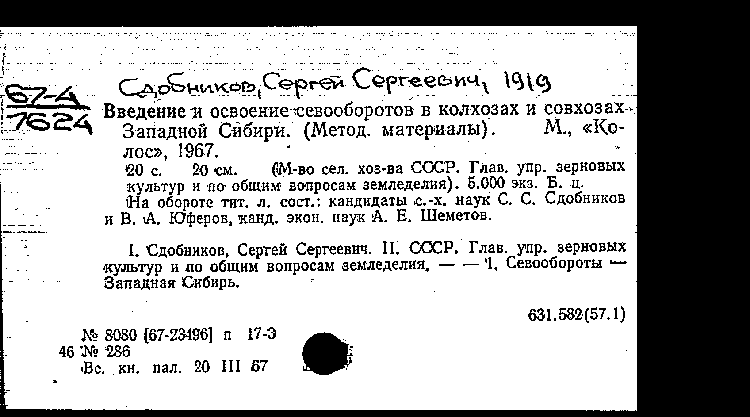 Сдобников, Сергей Сергеевич, 1919
67-4
7624
Введение и освоение севооборотов в колхозах и совхозах
Западной Сибири. (Метод. материалы). М., «Ко-
лос», 1967.
20 с. 20 см. (М-во сел. хоз-ва СССР. Глав. упр. зерновых
культур и по общим вопросам земледелия). 5.000 экз. Б. ц.
На обороте тит. л. сост.: кандидаты с.-х. наук С. С. Сдобников
и В. А. Юферов, канд. экон. наук А. Е. Шеметов.
I. Сдобников, Сергей Сергеевич. II. СССР. Глав. упр. зерновых
культур и по общим вопросам земледелия. — — 1. Севообороты —
Западная Сибирь.
631.582(57.1)
№ 8080 [67-23496] п 17-3
46 № 286
Вс. кн. пал. 20 III 67